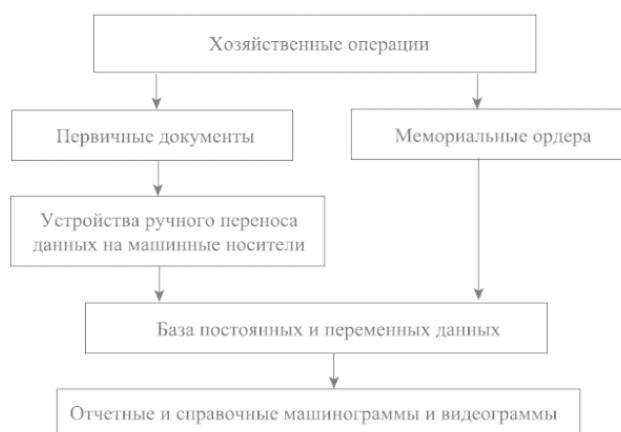 Хозяйственные операции
Первичные документы
Мемориальные ордера
Устройства ручного переноса
данных на машинные носители
База постоянных и переменных данных
Отчетные и справочные машинограммы и видеограммы